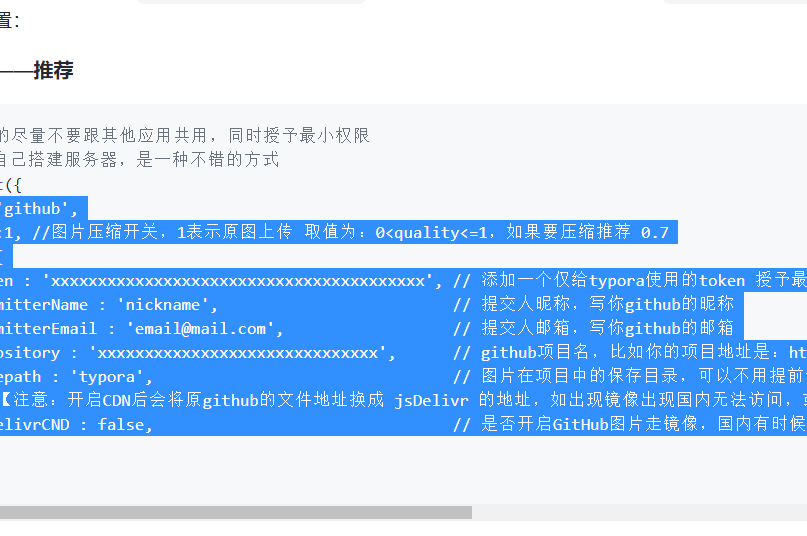 置：
——推荐
的尽量不要跟其他应用共用，同时授予最小权限
自己搭建服务器，是一种不错的方式
({
'github',
:1, //图片压缩开关，1表示原图上传 取值为：0<quality<=1，如果要压缩推荐 0.7
{
en : 'xxxxxxxxxxxxxxxxxxxxxxxxxxxxxxxxxxxxxxxx', // 添加一个仅给typora使用的token 授予最
mitterName : 'nickname', // 提交人昵称，写你github的昵称
mitterEmail : 'email@mail.com', // 提交人邮箱，写你github的邮箱
ository : 'xxxxxxxxxxxxxxxxxxxxxxxxxxxxxx', // github项目名，比如你的项目地址是：ht
epath : 'typora', // 图片在项目中的保存目录，可以不用提前
【注意：开启CDN后会将原github的文件地址换成 jsDelivr 的地址，如出现镜像出现国内无法访问，
elivrCND : false, // 是否开启GitHub图片走镜像，国内有时候